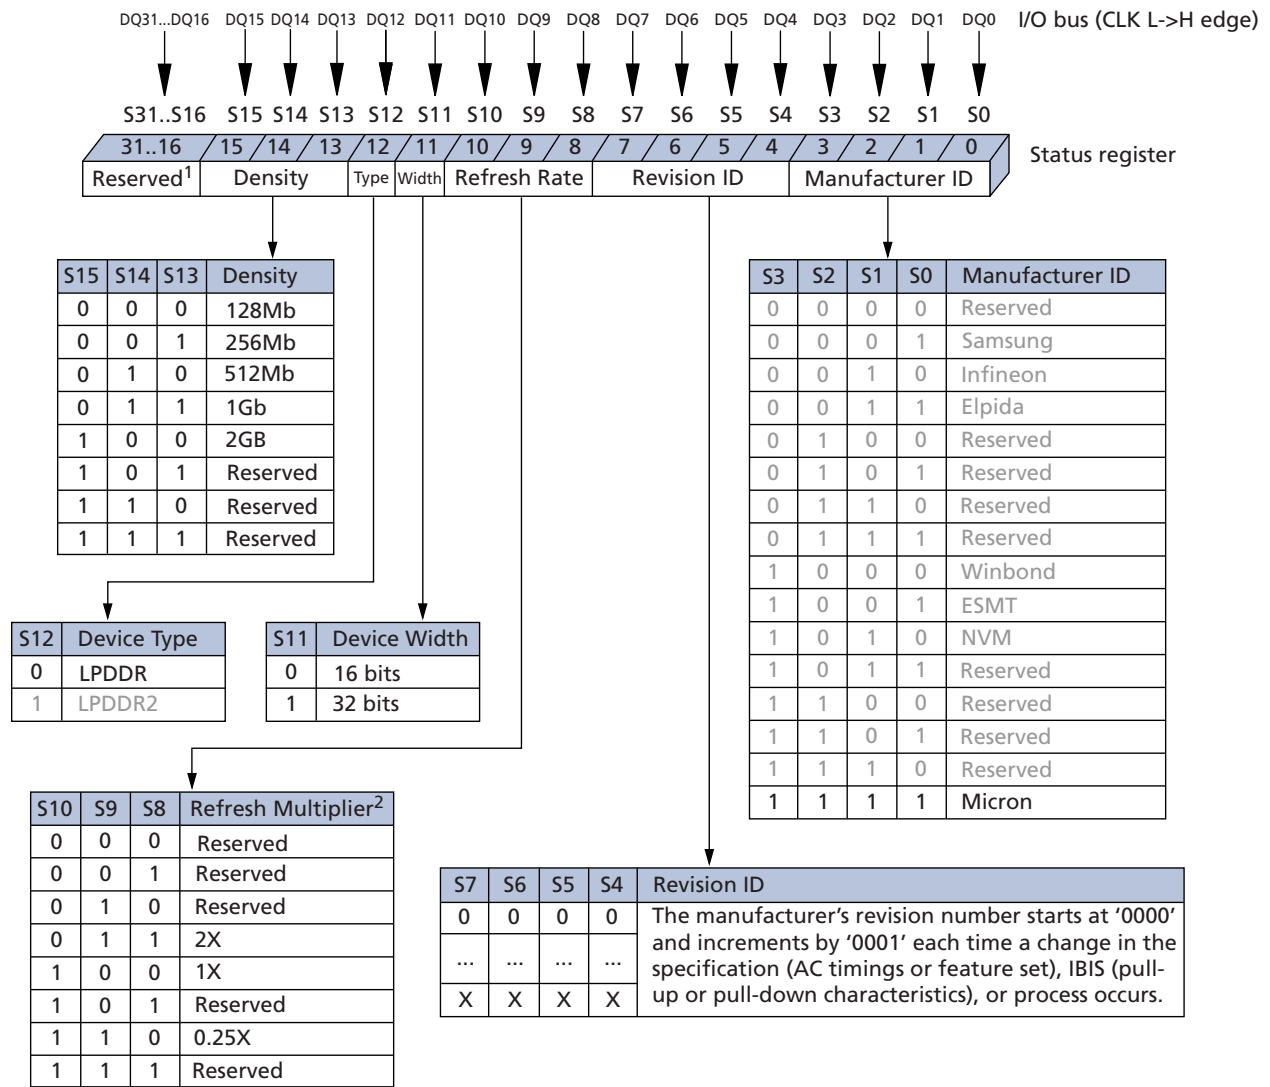 DQ31...DQ16 DQ15 DQ14 DQ13 DQ12 DQ11 DQ10 DQ9 DQ8 DQ7 DQ6 DQ5 DQ4 DQ3 DQ2 DQ1 DQ0 I/O bus (CLK L->H edge)
S31..S16 S15 S14 S13 S12 S11 S10 S9 S8 S7 S6 S5 S4 S3 S2 S1 S0
31..16 15 14 13 12 11 10 9 8 7 6 5 4 3 2 1 0 Status register
Reserved1 Density Type Width Refresh Rate Revision ID Manufacturer ID
S15 S14 S13 Density
0 0 0 128Mb
0 0 1 256Mb
0 1 0 512Mb
0 1 1 1Gb
1 0 0 2GB
1 0 1 Reserved
1 1 0 Reserved
1 1 1 Reserved
S3 S2 S1 S0 Manufacturer ID
0 0 0 0 Reserved
0 0 0 1 Samsung
0 0 1 0 Infineon
0 0 1 1 Elpida
0 1 0 0 Reserved
0 1 0 1 Reserved
0 1 1 0 Reserved
0 1 1 1 Reserved
1 0 0 0 Winbond
1 0 0 1 ESMT
1 0 1 0 NVM
1 0 1 1 Reserved
1 1 0 0 Reserved
1 1 0 1 Reserved
1 1 1 0 Reserved
1 1 1 1 Micron
S12 Device Type
0 LPDDR
1 LPDDR2
S11 Device Width
0 16 bits
1 32 bits
S10 S9 S8 Refresh Multiplier2
0 0 0 Reserved
0 0 1 Reserved
0 1 0 Reserved
0 1 1 2X
1 0 0 1X
1 0 1 Reserved
1 1 0 0.25X
1 1 1 Reserved
S7 S6 S5 S4 Revision ID
0 0 0 0 The manufacturer’s revision number starts at ‘0000’
and increments by ‘0001’ each time a change in the
... ... ... ... specification (AC timings or feature set), IBIS (pull-
X X X X up or pull-down characteristics), or process occurs.